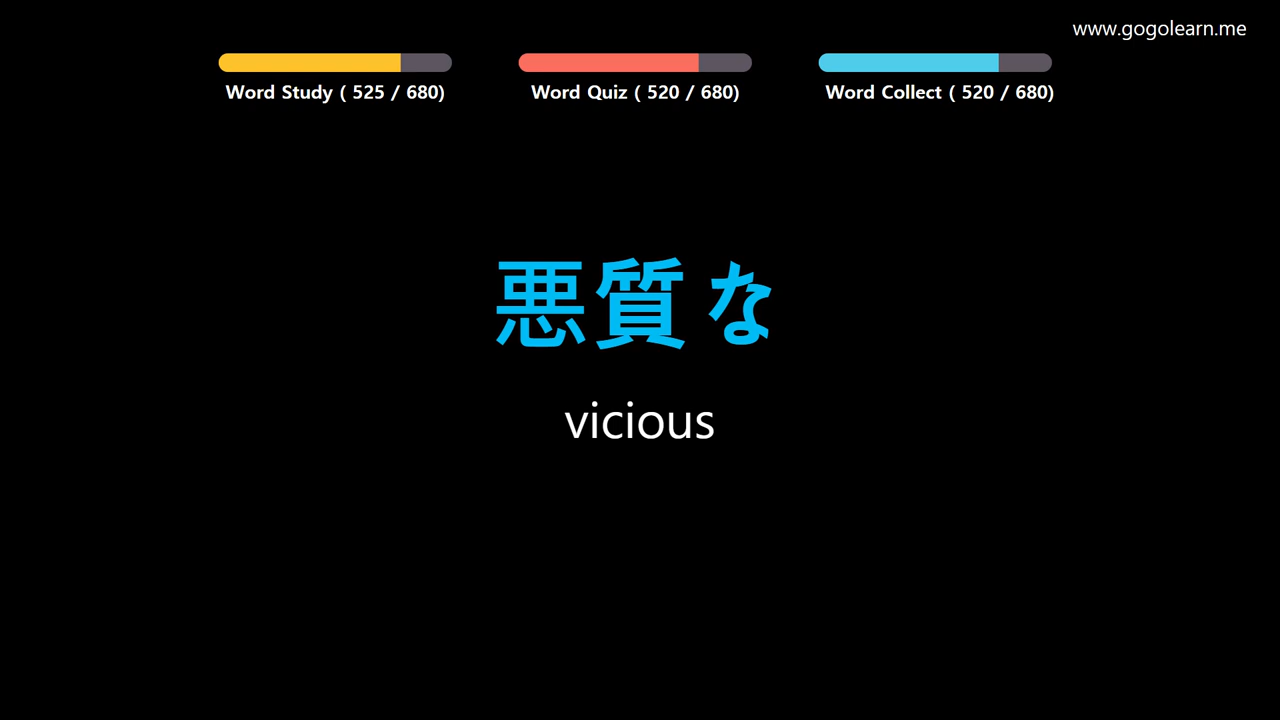 www.gogolearn.me
Word Study ( 525 / 680)
Word Quiz ( 520 / 680)
Word Collect ( 520 / 680)
悪質な
vicious